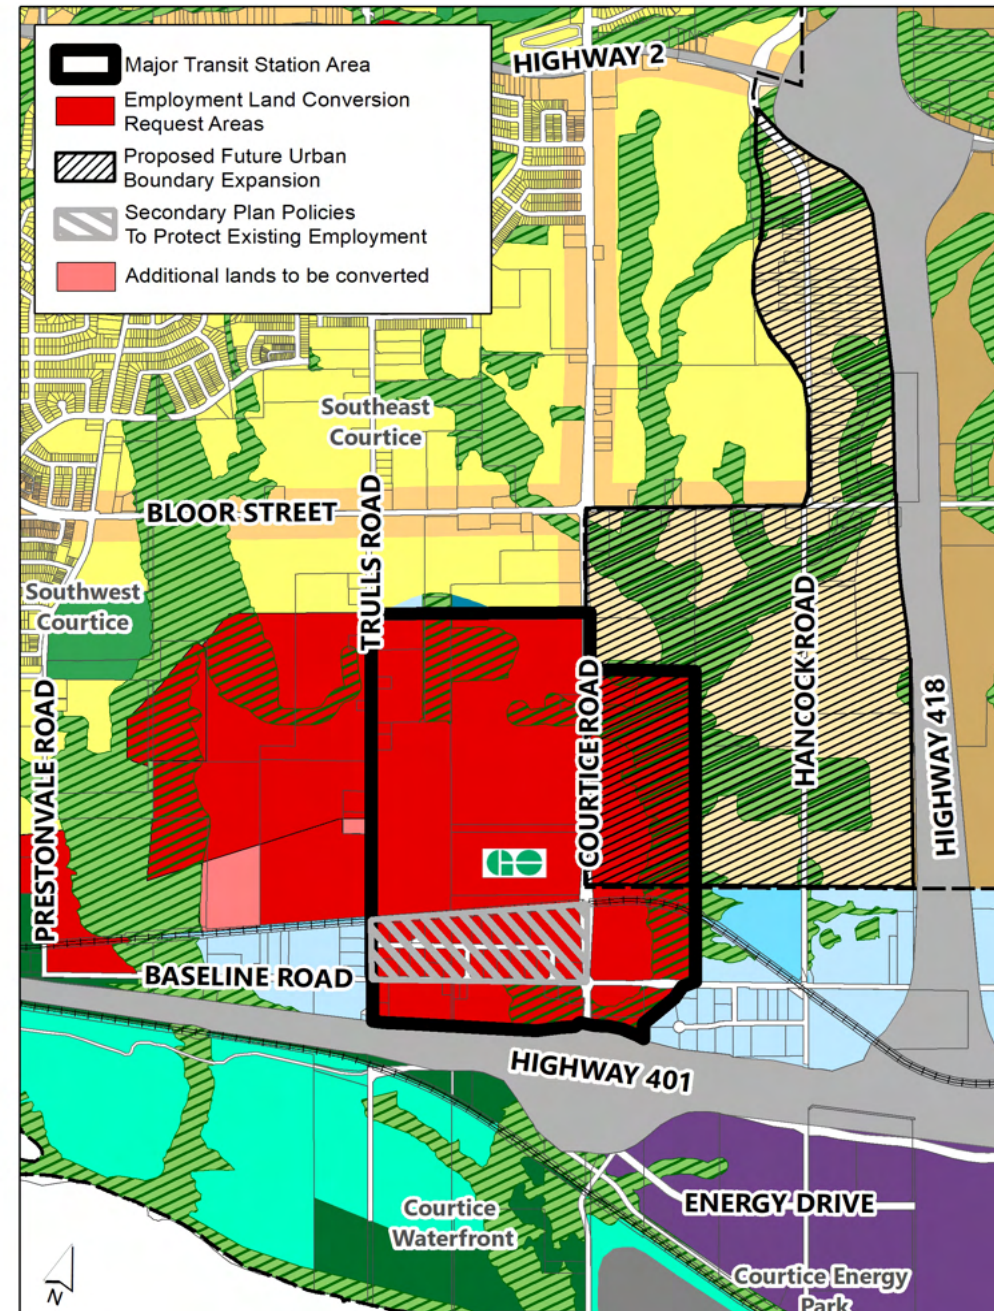 Major Transit Station Area
Employment Land Conversion
Request Areas
Proposed Future Urban
Boundary Expansion
Secondary Plan Policies
To Protect Existing Employment
Additional lands to be converted
HIGHWAY 2
Southeast
Courtice
BLOOR STREET
TRULLS ROAD
Southwest
Courtice
PRESTONVALE ROAD
COURTICE ROAD
HANCOCK ROAD
HIGHWAY 418
GO
BASELINE ROAD
HIGHWAY 401
ENERGY DRIVE
Courtice
Waterfront
Courtice Energy
Park
N